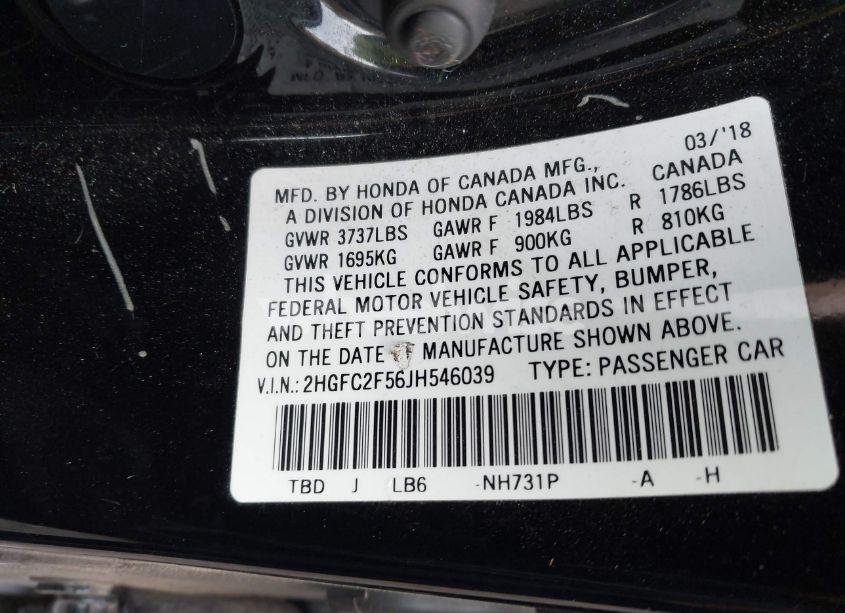 MFD. BY HONDA OF CANADA MFG., 03/'18
A DIVISION OF HONDA CANADA INC. CANADA
GVWR 3737LBS GAWR F 1984LBS R 1786LBS
GVWR 1695KG GAWR F 900KG R 810KG
THIS VEHICLE CONFORMS TO ALL APPLICABLE
FEDERAL MOTOR VEHICLE SAFETY, BUMPER,
AND THEFT PREVENTION STANDARDS IN EFFECT
ON THE DATE MANUFACTURE SHOWN ABOVE.
V.I.N.: 2HGFC2F56JH546039 TYPE: PASSENGER CAR
TBD J LB6 -NH731P -A -H